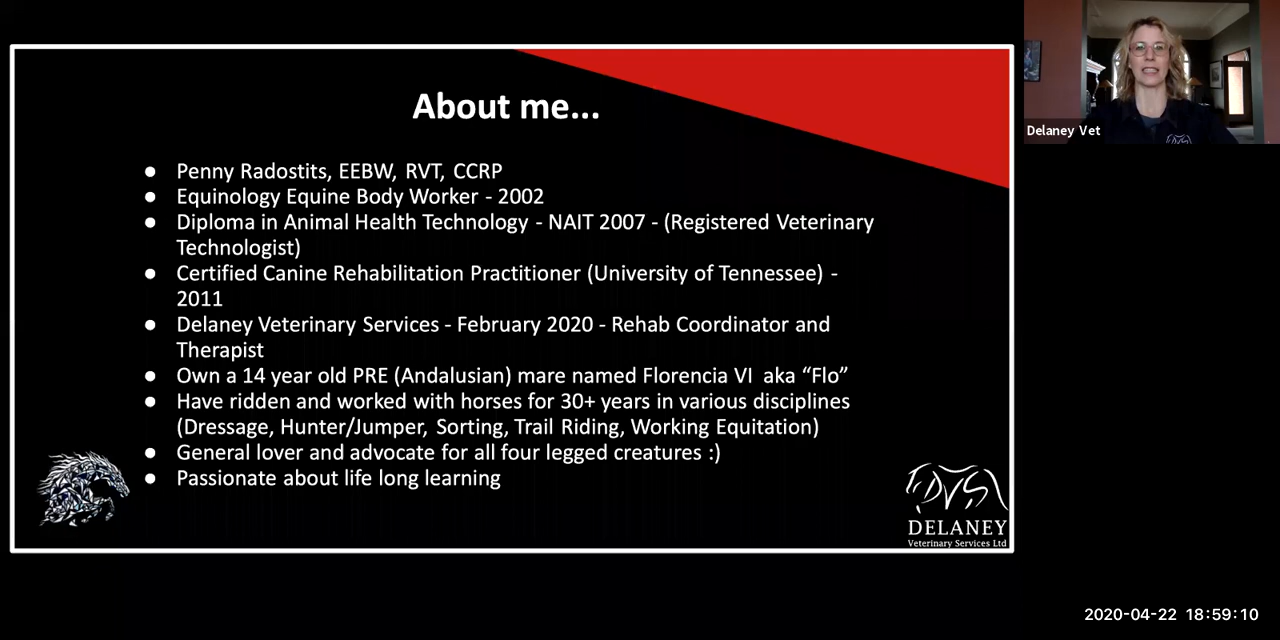 About me...
● Penny Radostits, EEBW, RVT, CCRP
● Equinology Equine Body Worker - 2002
● Diploma in Animal Health Technology - NAIT 2007 - (Registered Veterinary
Technologist)
● Certified Canine Rehabilitation Practitioner (University of Tennessee) -
2011
● Delaney Veterinary Services - February 2020 - Rehab Coordinator and
Therapist
● Own a 14 year old PRE (Andalusian) mare named Florencia VI aka “Flo”
● Have ridden and worked with horses for 30+ years in various disciplines
(Dressage, Hunter/Jumper, Sorting, Trail Riding, Working Equitation)
● General lover and advocate for all four legged creatures :)
● Passionate about life long learning
DVS
DELANEY
Veterinary Services Ltd
Delaney Vet
2020-04-22 18:59:10